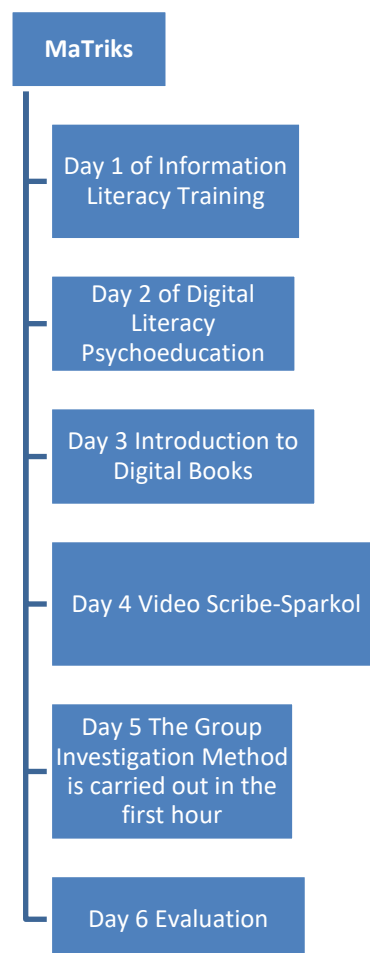 MaTriks
Day 1 of Information
Literacy Training
Day 2 of Digital
Literacy
Psychoeducation
Day 3 Introduction to
Digital Books
Day 4 Video Scribe-Sparkol
Day 5 The Group
Investigation Method
is carried out in the
first hour
Day 6 Evaluation